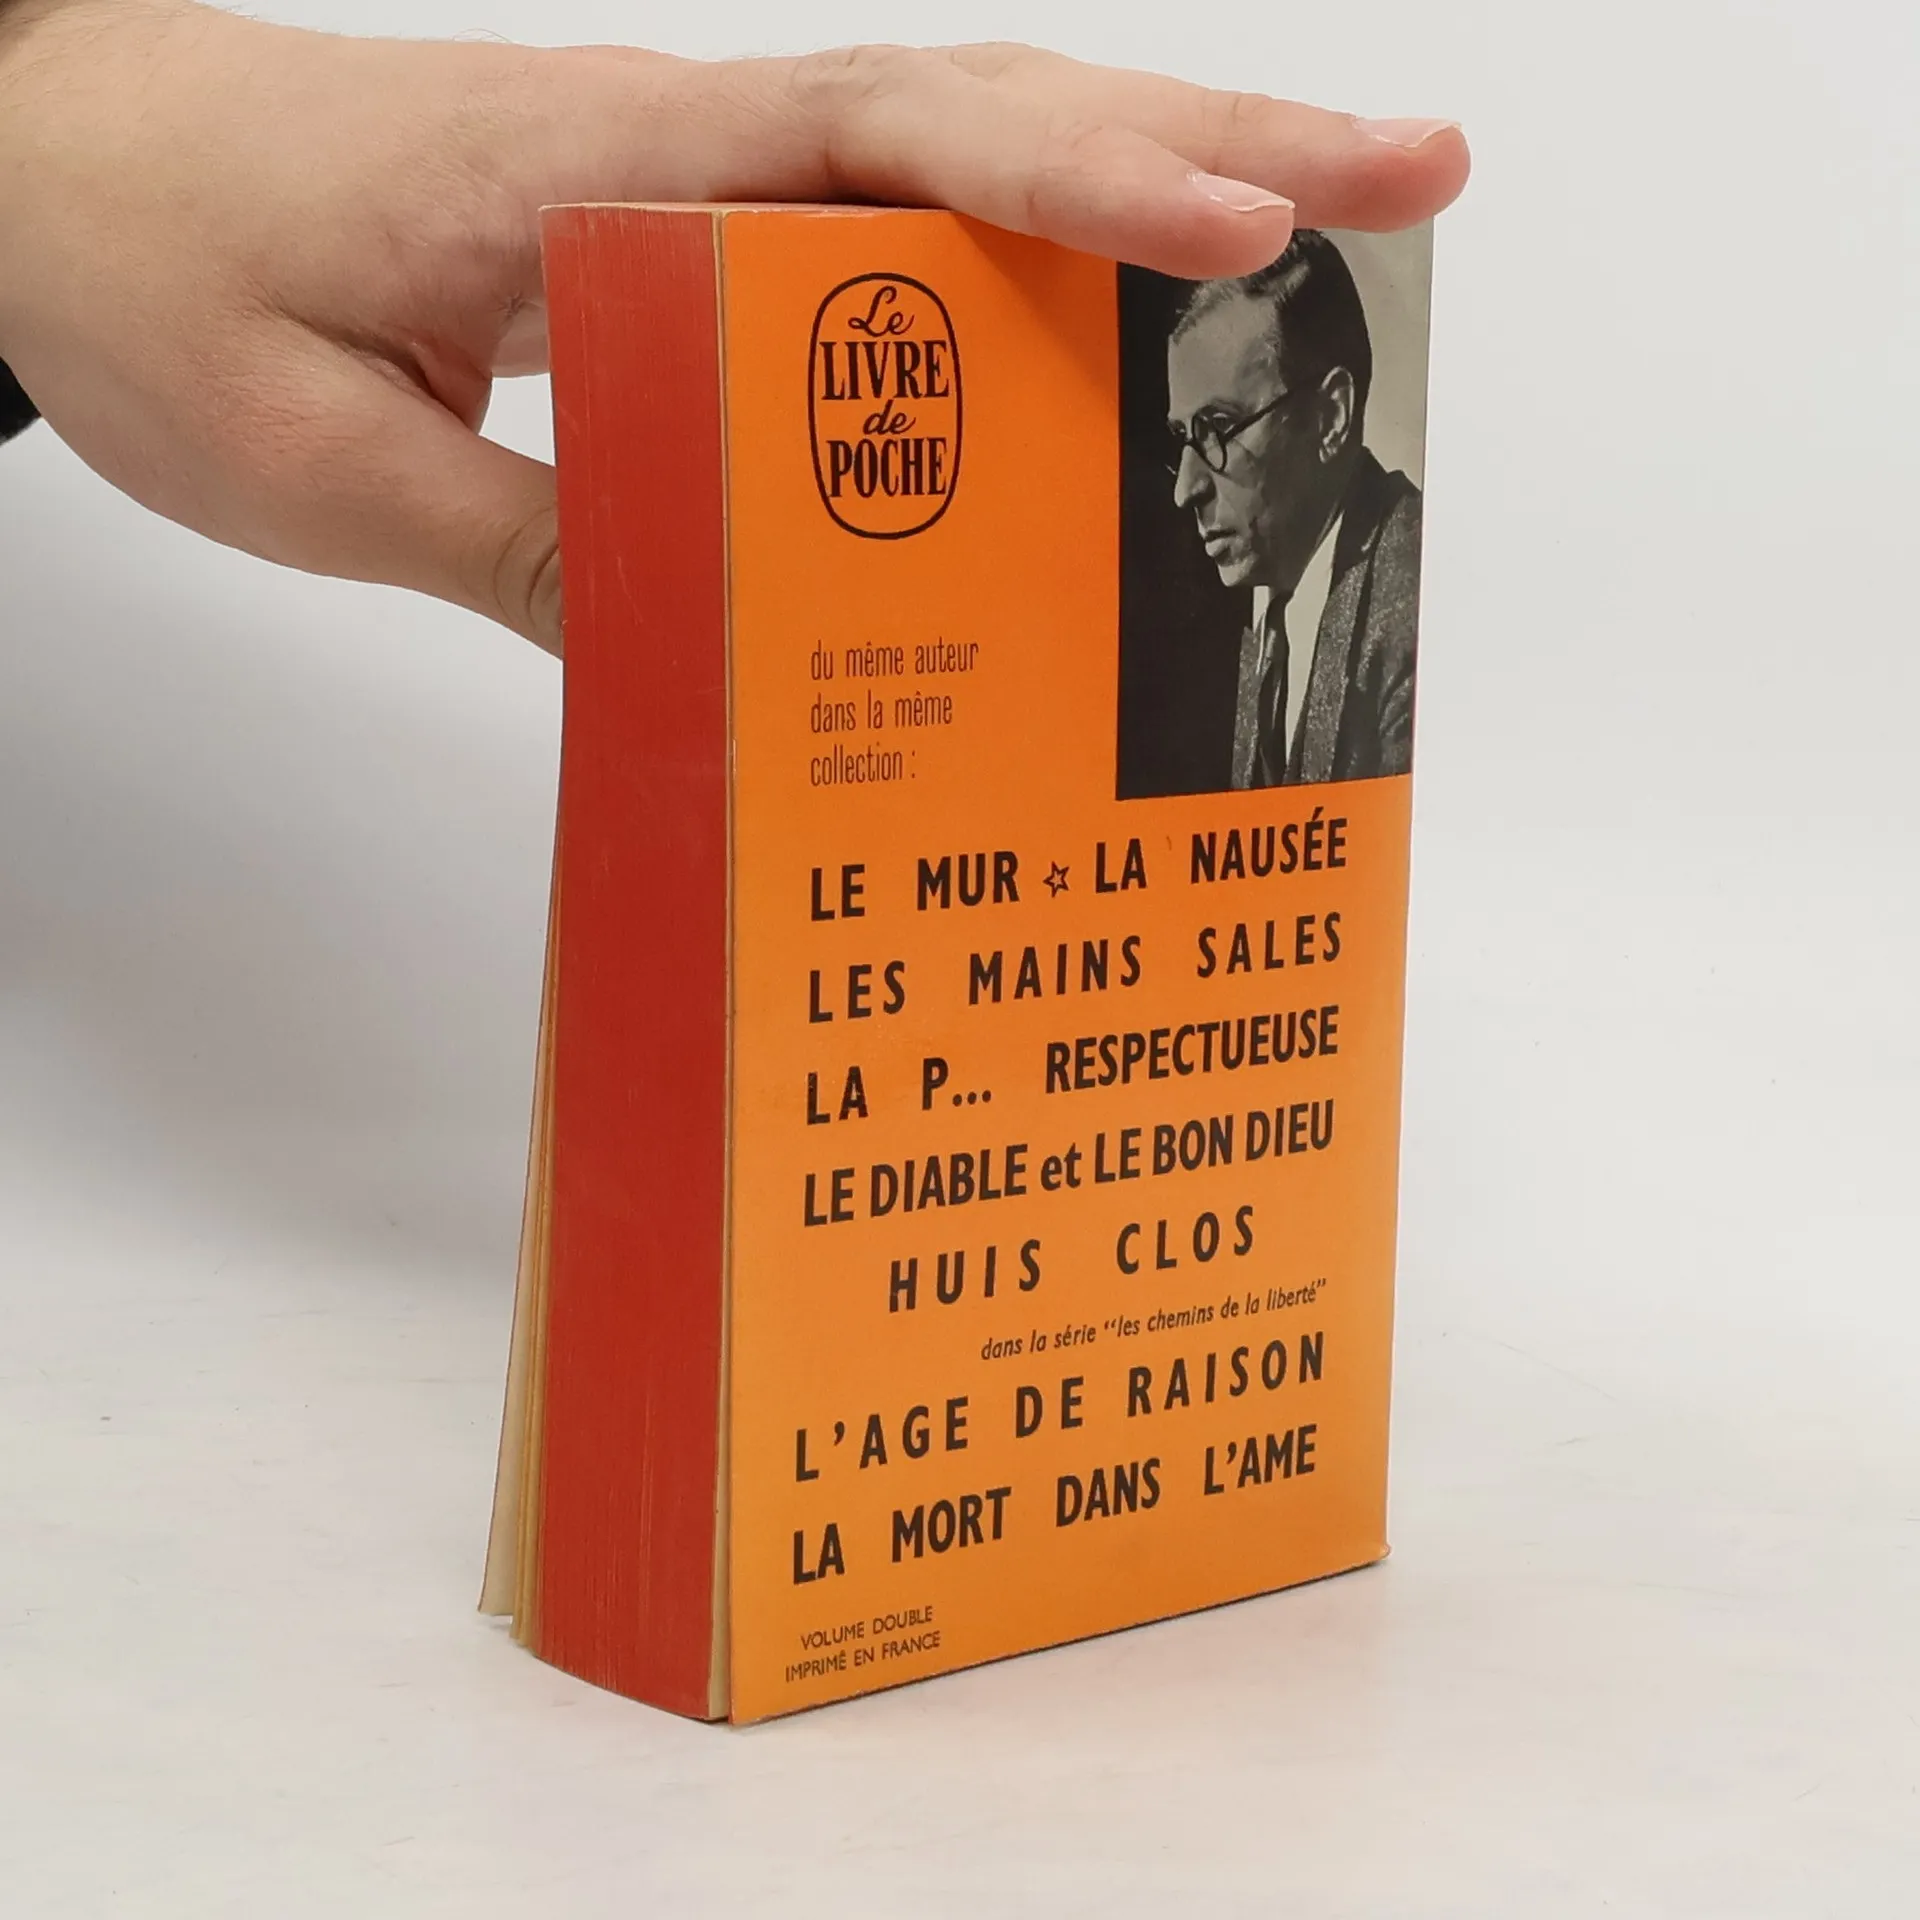 Le
LIVRE
de
POCHE
du même auteur
dans la même
collection :
LE MUR ☆ LA NAUSÉE
LES MAINS SALES
LA P... RESPECTUEUSE
LE DIABLE et LE BON DIEU
HUIS CLOS
dans la série “les chemins de la liberté”
L’AGE DE RAISON
LA MORT DANS L’AME
VOLUME DOUBLE
IMPRIMÉ EN FRANCE